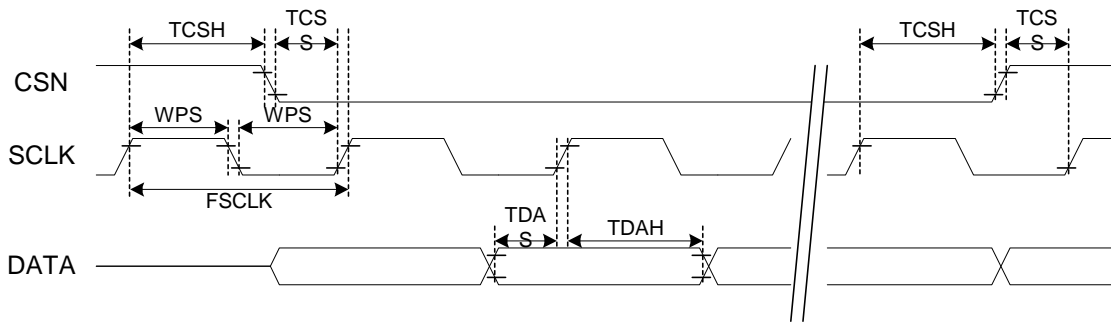 TCSH
TCS
S
TCSH
TCS
S
CSN
WPS
WPS
SCLK
FSCLK
TDA
S
TDAH
DATA